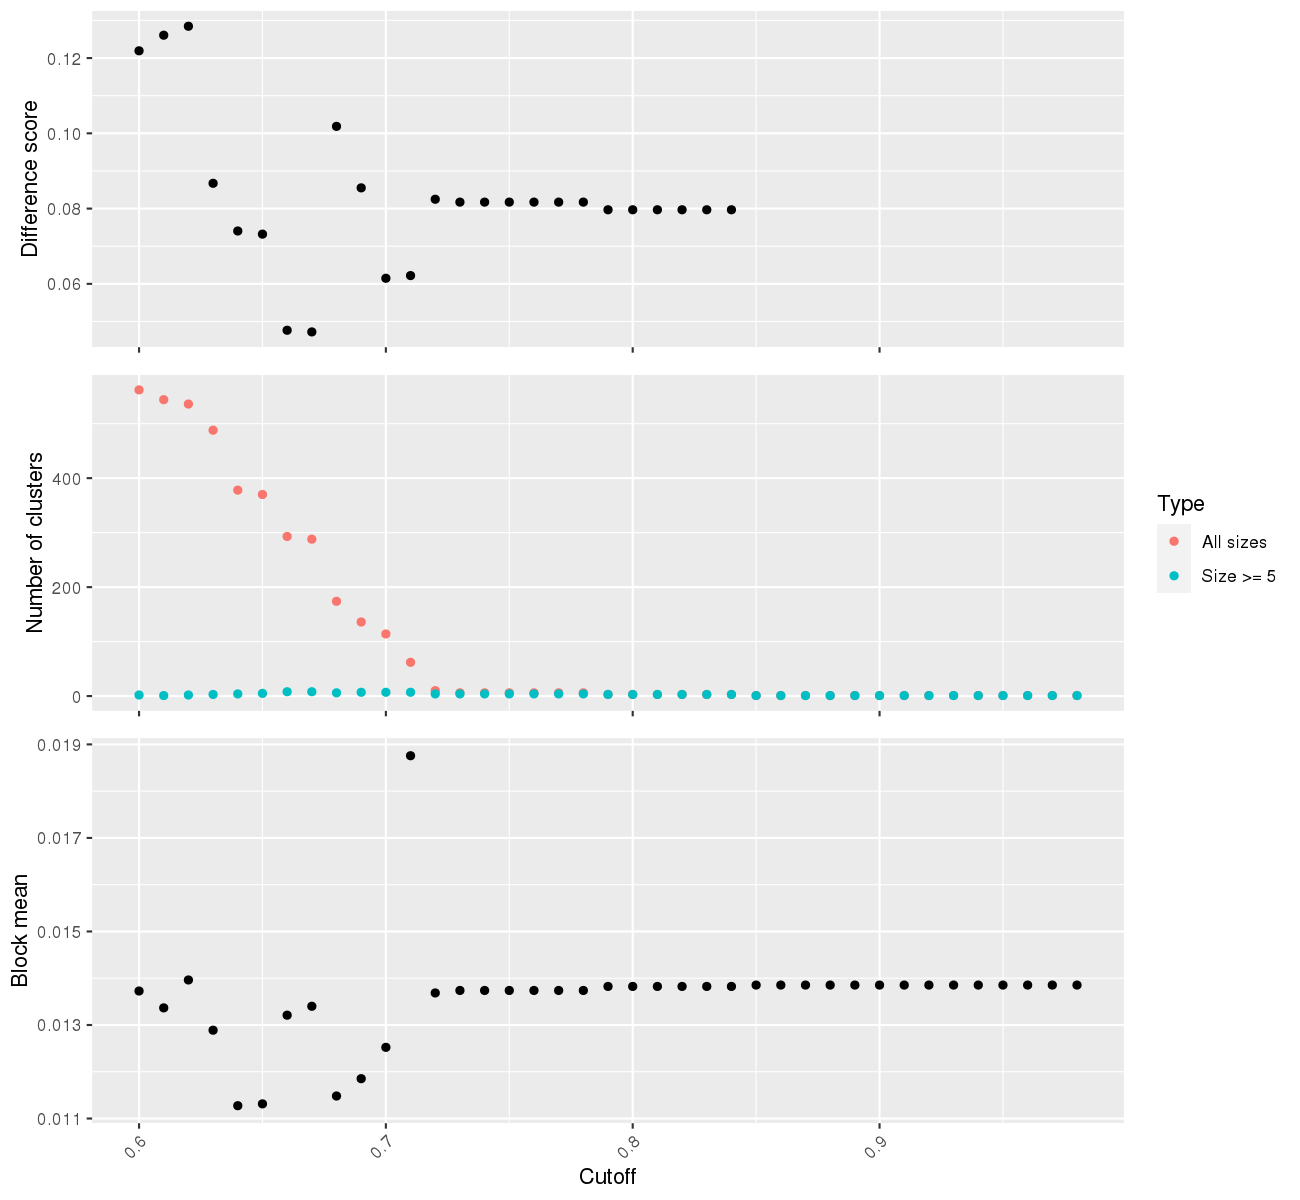 Difference score
0.12
0.10
0.08
0.06
Number of clusters
400
200
0
Type
All sizes
Size >= 5
Block mean
0.019
0.017
0.015
0.013
0.011
0.6
0.7
0.8
0.9
Cutoff